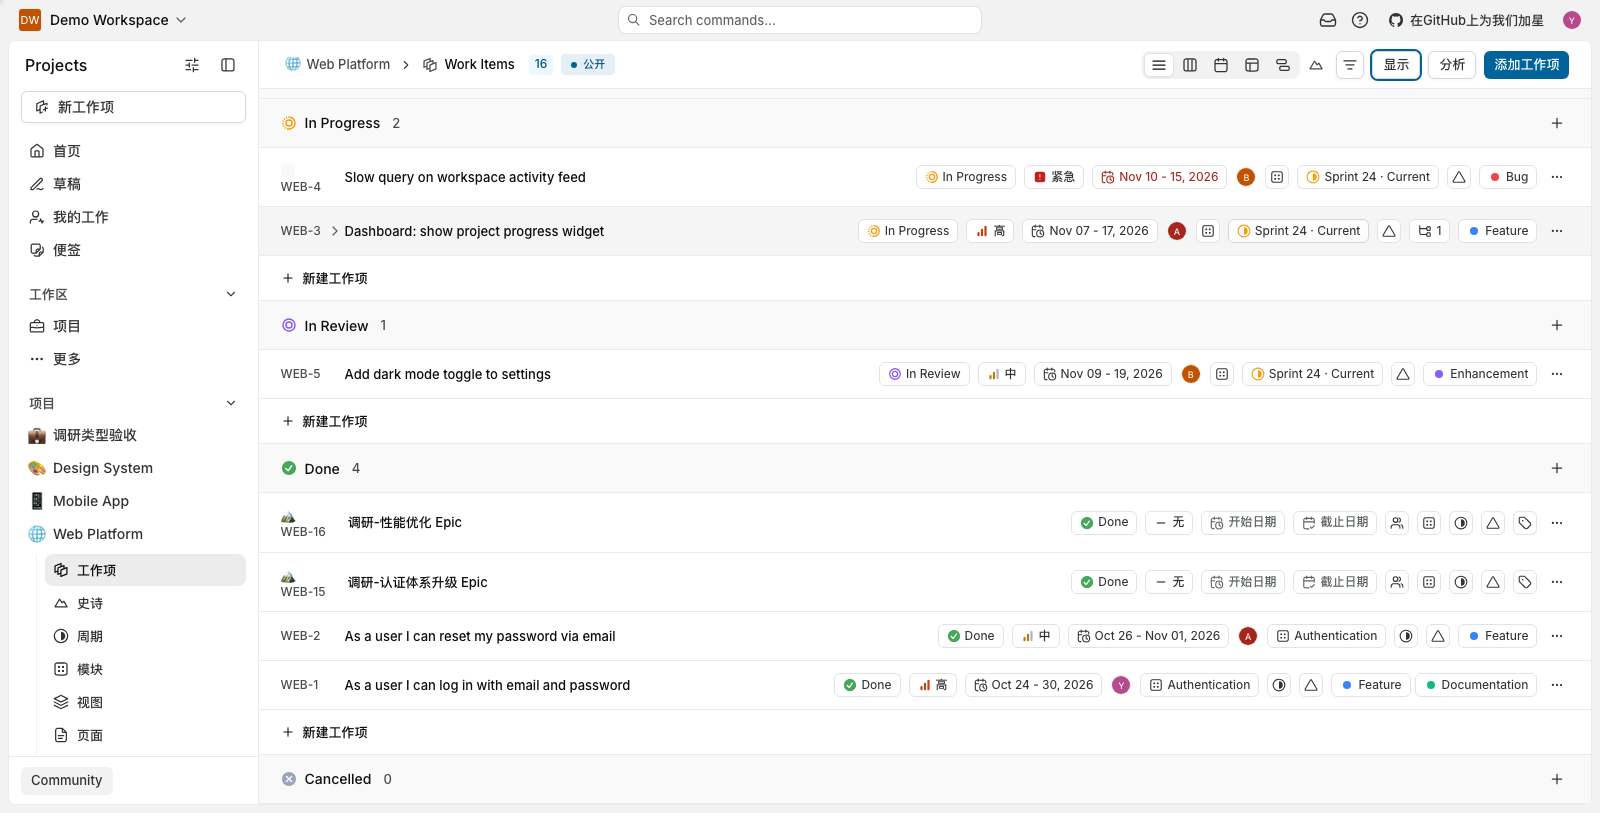 DW Demo Workspace
Search commands...
在GitHub上为我们加星
Y
Projects
新工作项
首页
草稿
我的工作
便签
工作区
项目
更多
项目
调研类型验收
Design System
Mobile App
Web Platform
工作项
史诗
周期
模块
视图
页面
Community
Web Platform
Work Items
16
公开
显示
分析
添加工作项
In Progress 2
WEB-4 Slow query on workspace activity feed In Progress 紧急 Nov 10 - 15, 2026 B Sprint 24 · Current Bug
WEB-3 Dashboard: show project progress widget In Progress 高 Nov 07 - 17, 2026 A Sprint 24 · Current 1 Feature
新建工作项
In Review 1
WEB-5 Add dark mode toggle to settings In Review 中 Nov 09 - 19, 2026 B Sprint 24 · Current Enhancement
新建工作项
Done 4
WEB-16 调研-性能优化 Epic Done 无 开始日期 截止日期
WEB-15 调研-认证体系升级 Epic Done 无 开始日期 截止日期
WEB-2 As a user I can reset my password via email Done 中 Oct 26 - Nov 01, 2026 A Authentication Feature
WEB-1 As a user I can log in with email and password Done 高 Oct 24 - 30, 2026 Y Authentication Feature Documentation
新建工作项
Cancelled 0